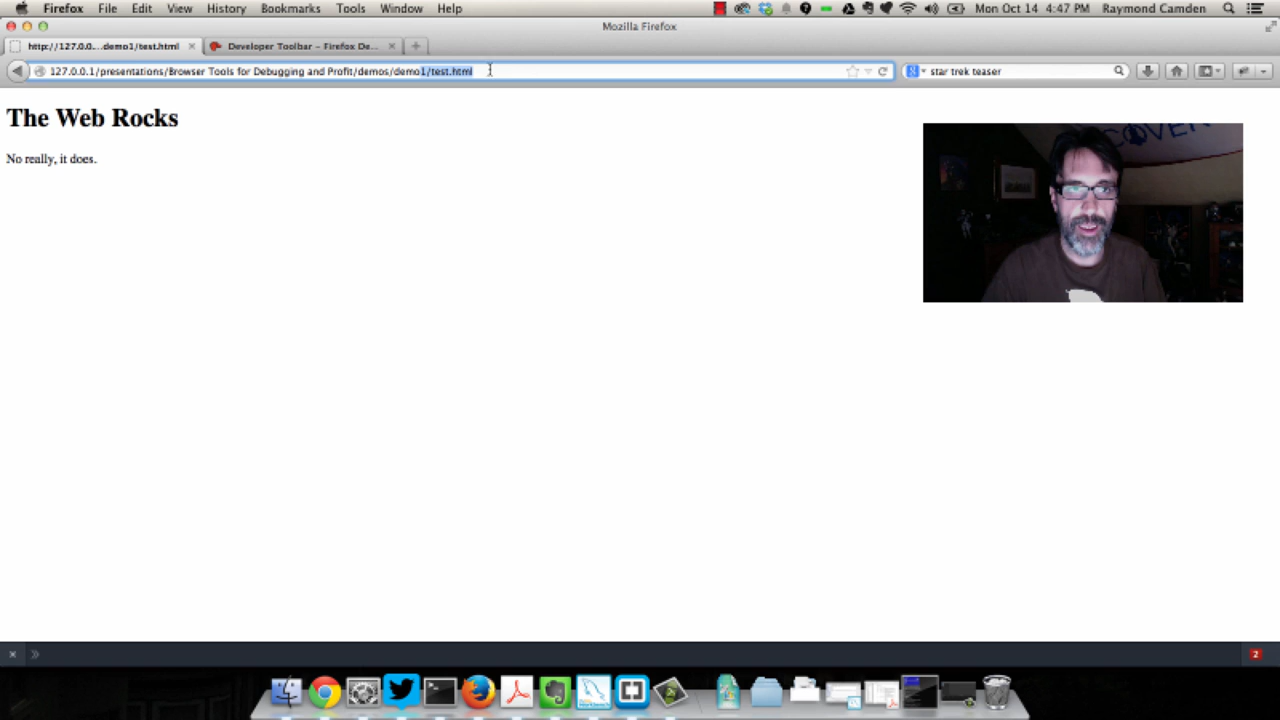 Firefox File Edit View History Bookmarks Tools Window Help Mon Oct 14 4:47 PM Raymond Camden
Mozilla Firefox
http://127.0.0....demo1/test.html Developer Toolbar – Firefox De...
127.0.0.1/presentations/Browser Tools for Debugging and Profit/demos/demo1/test.html star trek teaser
The Web Rocks
No really, it does.
COVEN
2